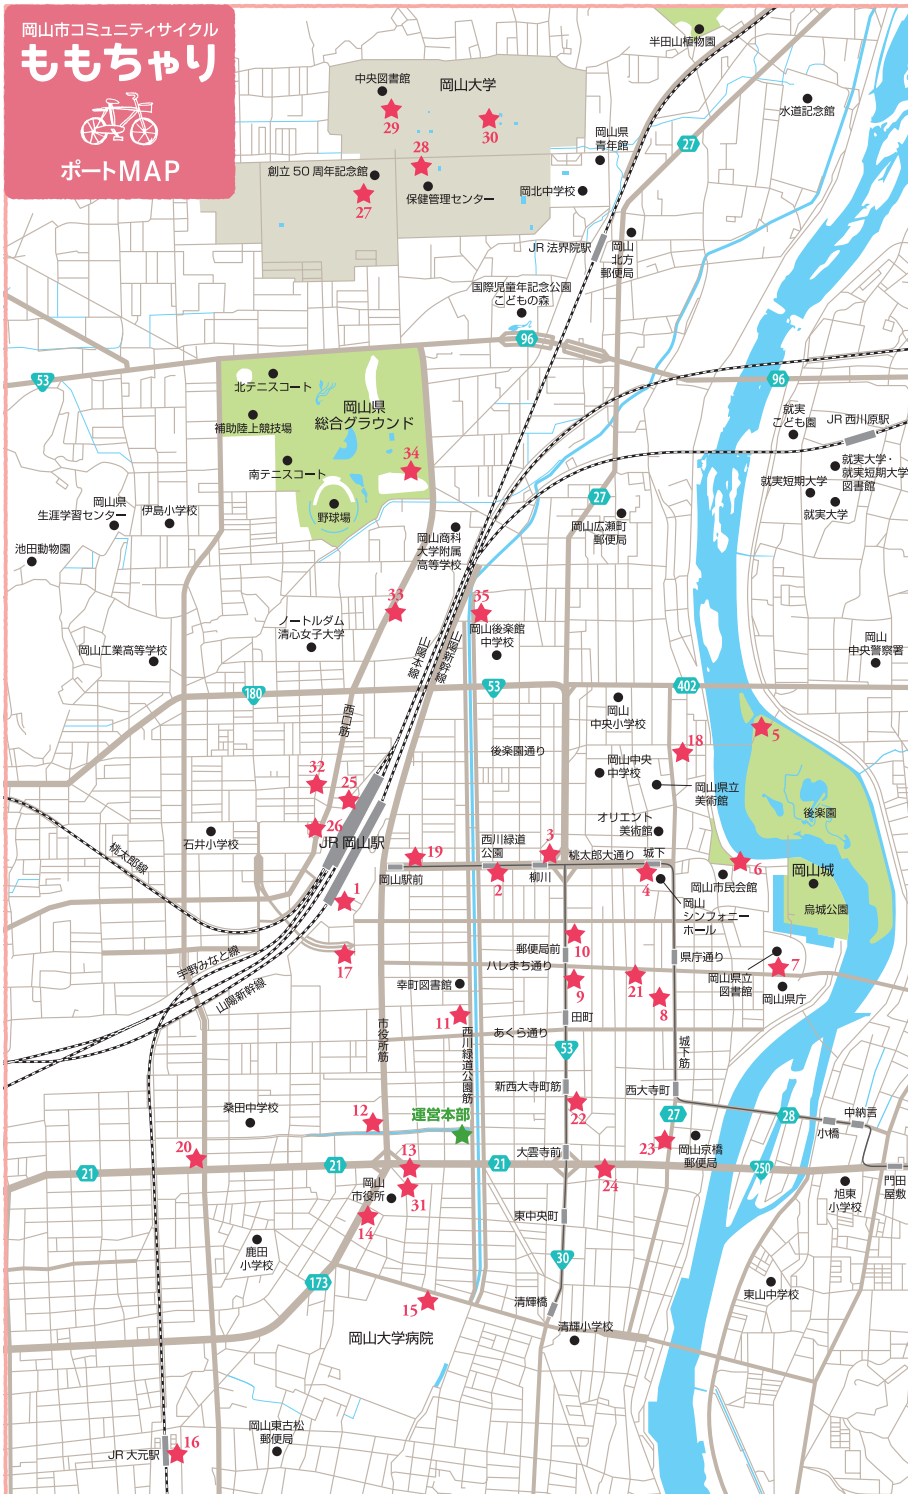 岡山市コミュニティサイクル
ももちゃり
ポートMAP
半田山植物園
中央図書館
岡山大学
水道記念館
29
30
岡山県
青年館
27
28
創立50周年記念館
保健管理センター
岡北中学校
27
JR法界院駅
岡山
北方
郵便局
国際児童年記念公園
こどもの森
96
53
96
北テニスコート
岡山県
総合グラウンド
補助陸上競技場
就実
こども園
JR西川原駅
34
南テニスコート
就実大学・
就実短期大学
図書館
就実短期大学
就実大学
27
岡山県
生涯学習センター
伊島小学校
野球場
岡山広瀬町
郵便局
岡山商科
大学附属
高等学校
池田動物園
33
35
ノートルダム
清心女子大学
岡山後楽館
中学校
山陽本線
山陽新幹線
岡山工業高等学校
岡山
中央警察署
180
53
402
西口筋
岡山
中央小学校
5
18
後楽園通り
岡山中央
中学校
32
25
岡山県立
美術館
後楽園
26
オリエント
美術館
石井小学校
JR岡山駅
桃太郎線
19
西川緑道
公園
3
桃太郎大通り
城下
6
岡山駅前
2
柳川
4
岡山市民会館
岡山城
1
岡山
シンフォニー
ホール
烏城公園
10
郵便局前
17
宇野みなと線
県庁通り
ハレまち通り
7
岡山県立
図書館
岡山県庁
山陽新幹線
幸町図書館
9
21
8
11
田町
市役所筋
西川緑道公園筋
あくら通り
53
城下筋
新西大寺町筋
西大寺町
22
桑田中学校
12
運営本部
27
28
中納言
小橋
23
岡山京橋
郵便局
20
大雲寺前
13
21
21
21
250
24
岡山
市役所
31
門田
屋敷
旭東
小学校
14
東中央町
鹿田
小学校
30
173
東山中学校
15
清輝橋
岡山大学病院
清輝小学校
岡山東古松
郵便局
16
JR大元駅